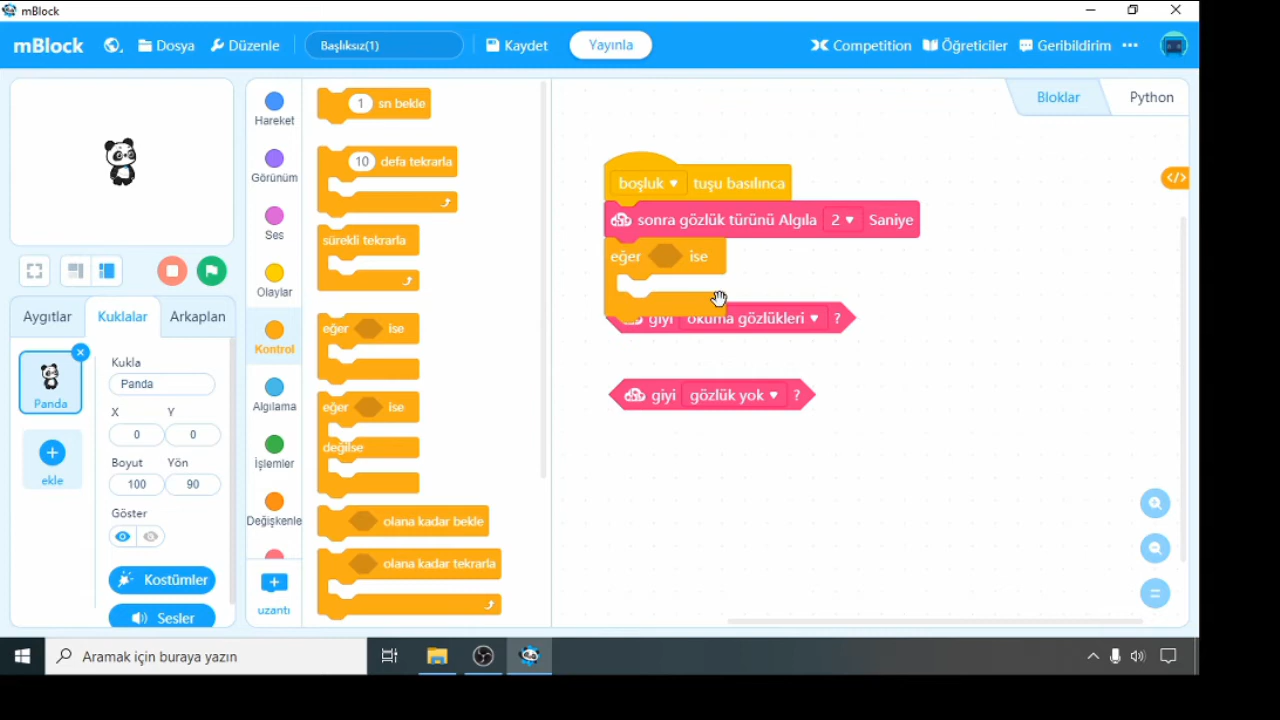 mBlock
mBlock
Dosya
Düzenle
Başlıksız(1)
Kaydet
Yayınla
Competition
Öğreticiler
Geribildirim
Aygıtlar
Kuklalar
Arkaplan
Panda
ekle
Kukla
Panda
X
Y
0
0
Boyut
Yön
100
90
Göster
Kostümler
Sesler
Hareket
Görünüm
Ses
Olaylar
Kontrol
Algılama
İşlemler
Değişkenle
uzantı
1 sn bekle
10 defa tekrarla
sürekli tekrarla
eğer ise
eğer ise
değilse
olana kadar bekle
olana kadar tekrarla
Bloklar
Python
</>
boşluk tuşu basılınca
sonra gözlük türünü Algıla 2 Saniye
eğer ise
giyi okuma gözlükleri ?
giyi gözlük yok ?
Aramak için buraya yazın